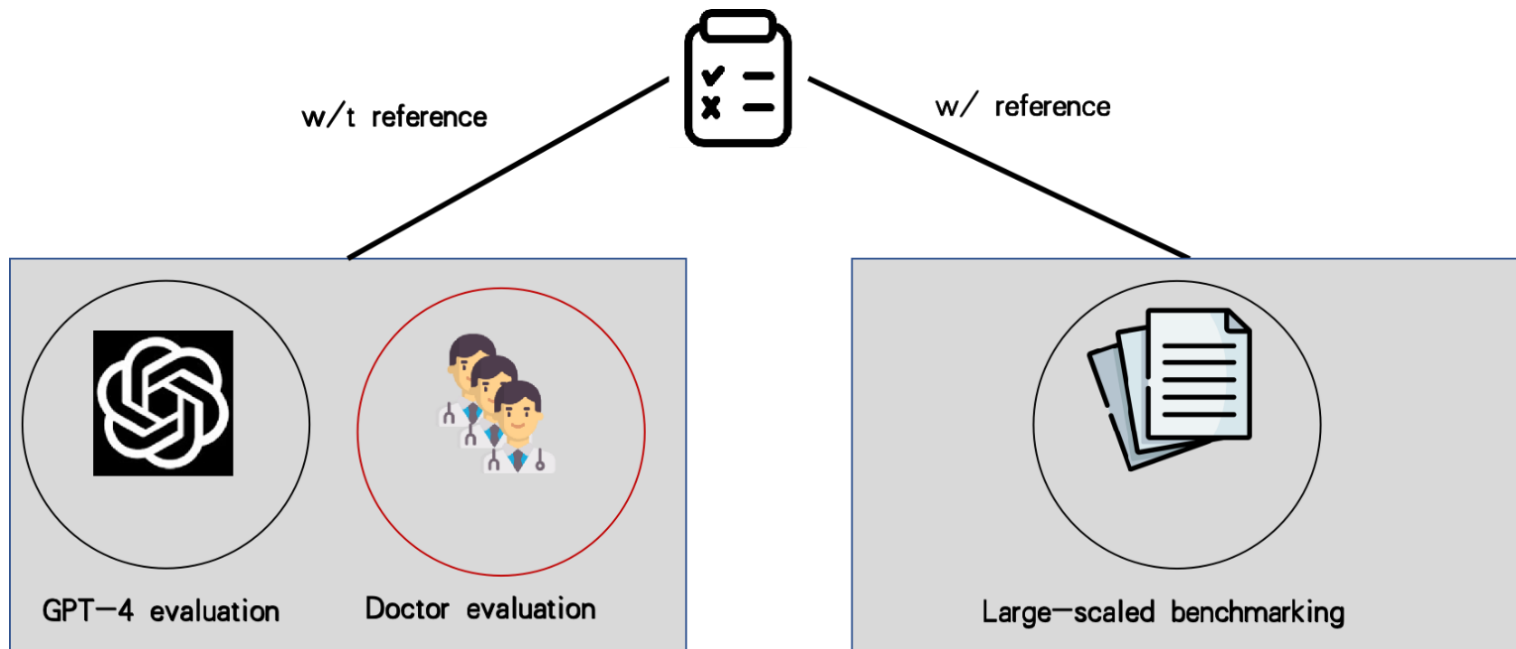 w/t reference
w/ reference
GPT-4 evaluation
Doctor evaluation
Large-scaled benchmarking